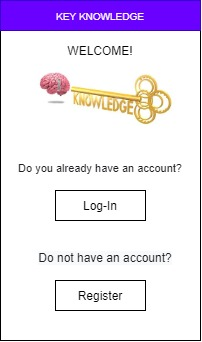 KEY KNOWLEDGE
WELCOME!
KNOWLEDGE
Do you already have an account?
Log-In
Do not have an account?
Register